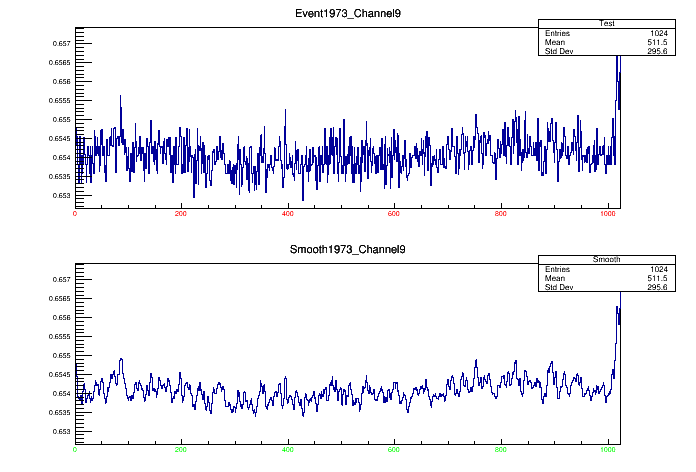 Event1973_Channel9
Test
Entries 1024
Mean 511.5
Std Dev 295.6
0.657
0.6565
0.656
0.6555
0.655
0.6545
0.654
0.6535
0.653
0 200 400 600 800 1000
Smooth1973_Channel9
Smooth
Entries 1024
Mean 511.5
Std Dev 295.6
0.657
0.6565
0.656
0.6555
0.655
0.6545
0.654
0.6535
0.653
0 200 400 600 800 1000